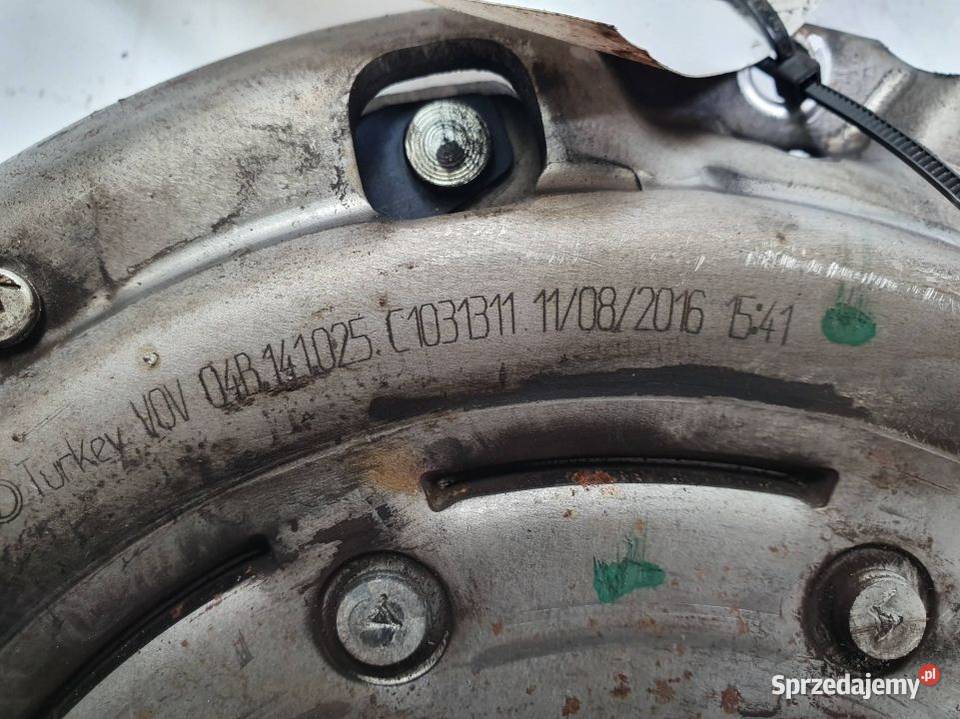 Turkey VOV 04B.141.025. C1031311 11/08/2016 15:41
Sprzedajemy.pl